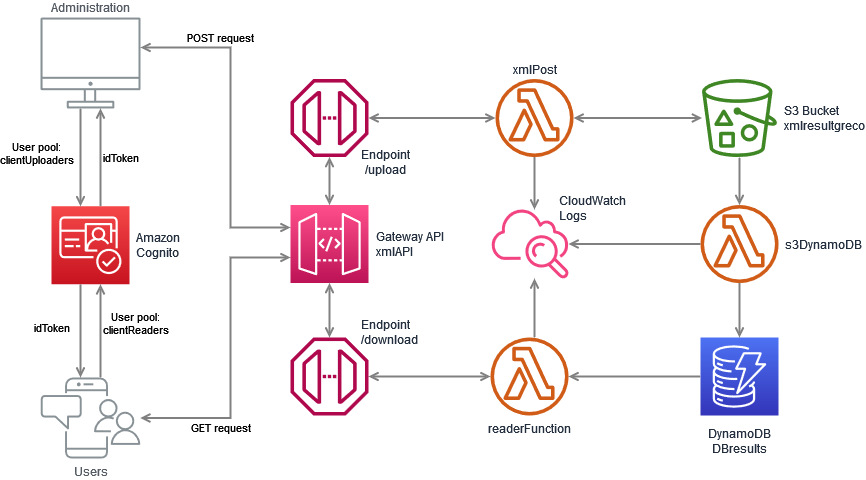 Administration
POST request
User pool:
clientUploaders
idToken
Amazon
Cognito
idToken
User pool:
clientReaders
Users
GET request
Endpoint
/upload
Gateway API
xmlAPI
Endpoint
/download
xmlPost
CloudWatch
Logs
readerFunction
S3 Bucket
xmlresultgreco
s3DynamoDB
DynamoDB
DBresults